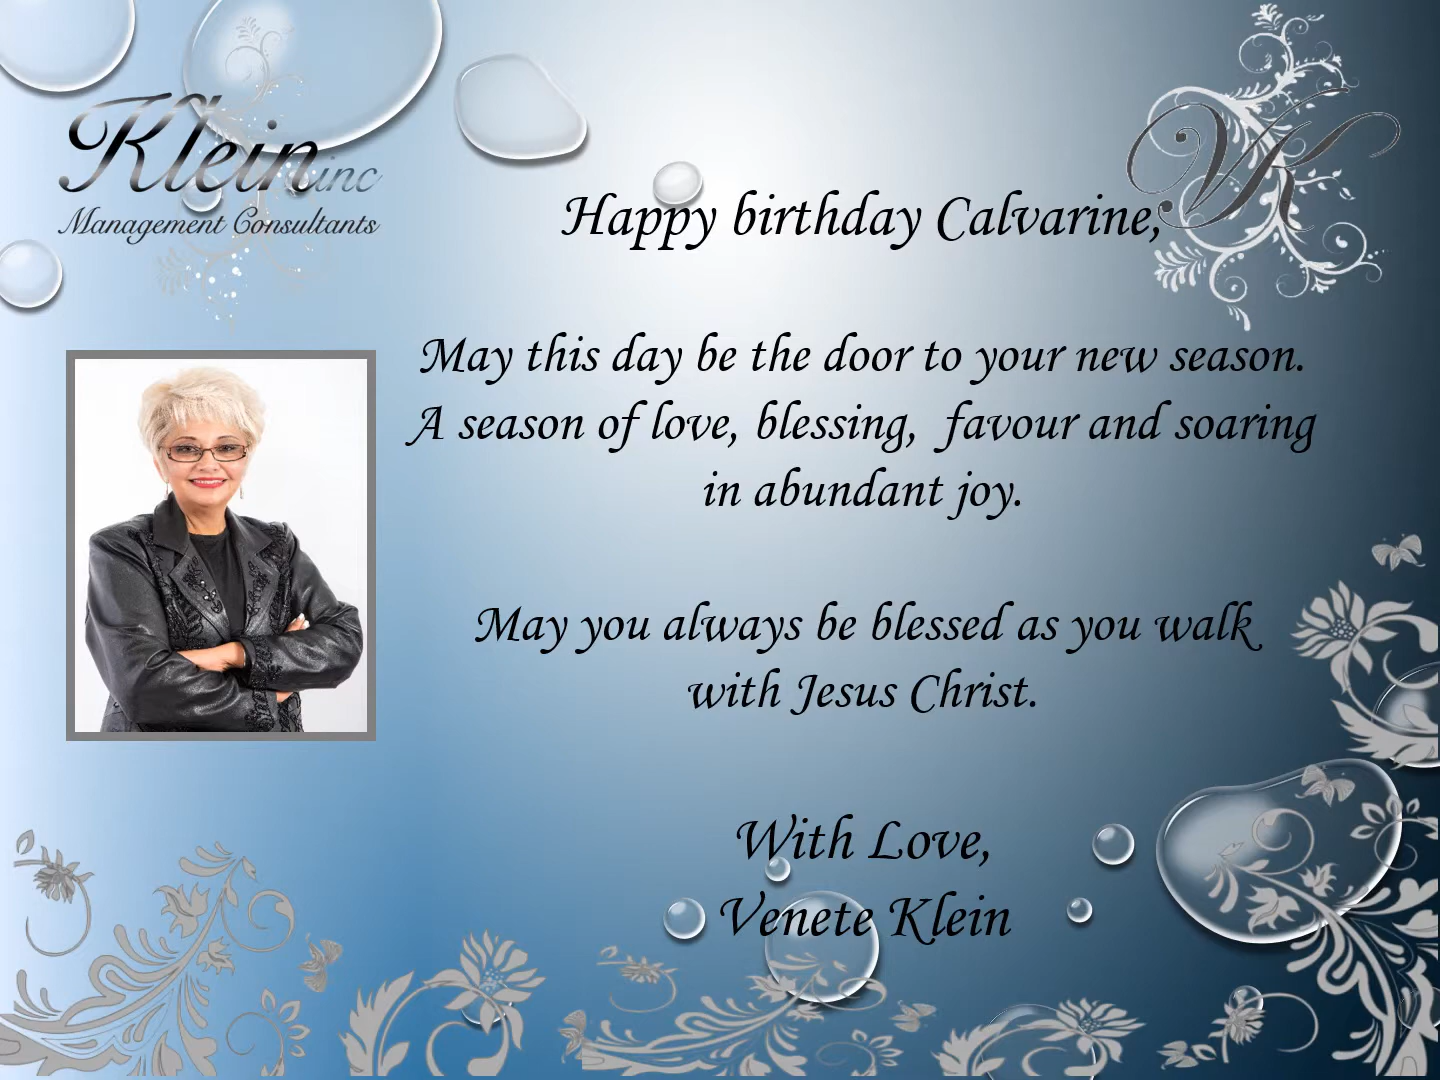 Klein inc
Management Consultants
VK
Happy birthday Calvarine,
May this day be the door to your new season.
A season of love, blessing, favour and soaring
in abundant joy.
May you always be blessed as you walk
with Jesus Christ.
With Love,
Venete Klein